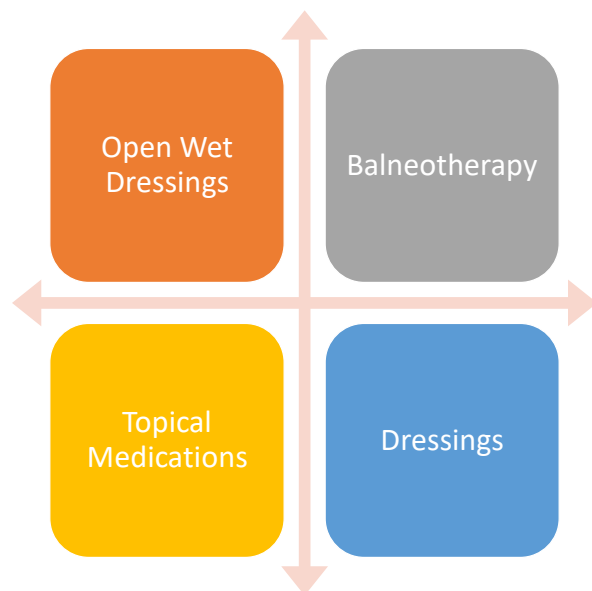 Open Wet
Dressings
Balneotherapy
Topical
Medications
Dressings